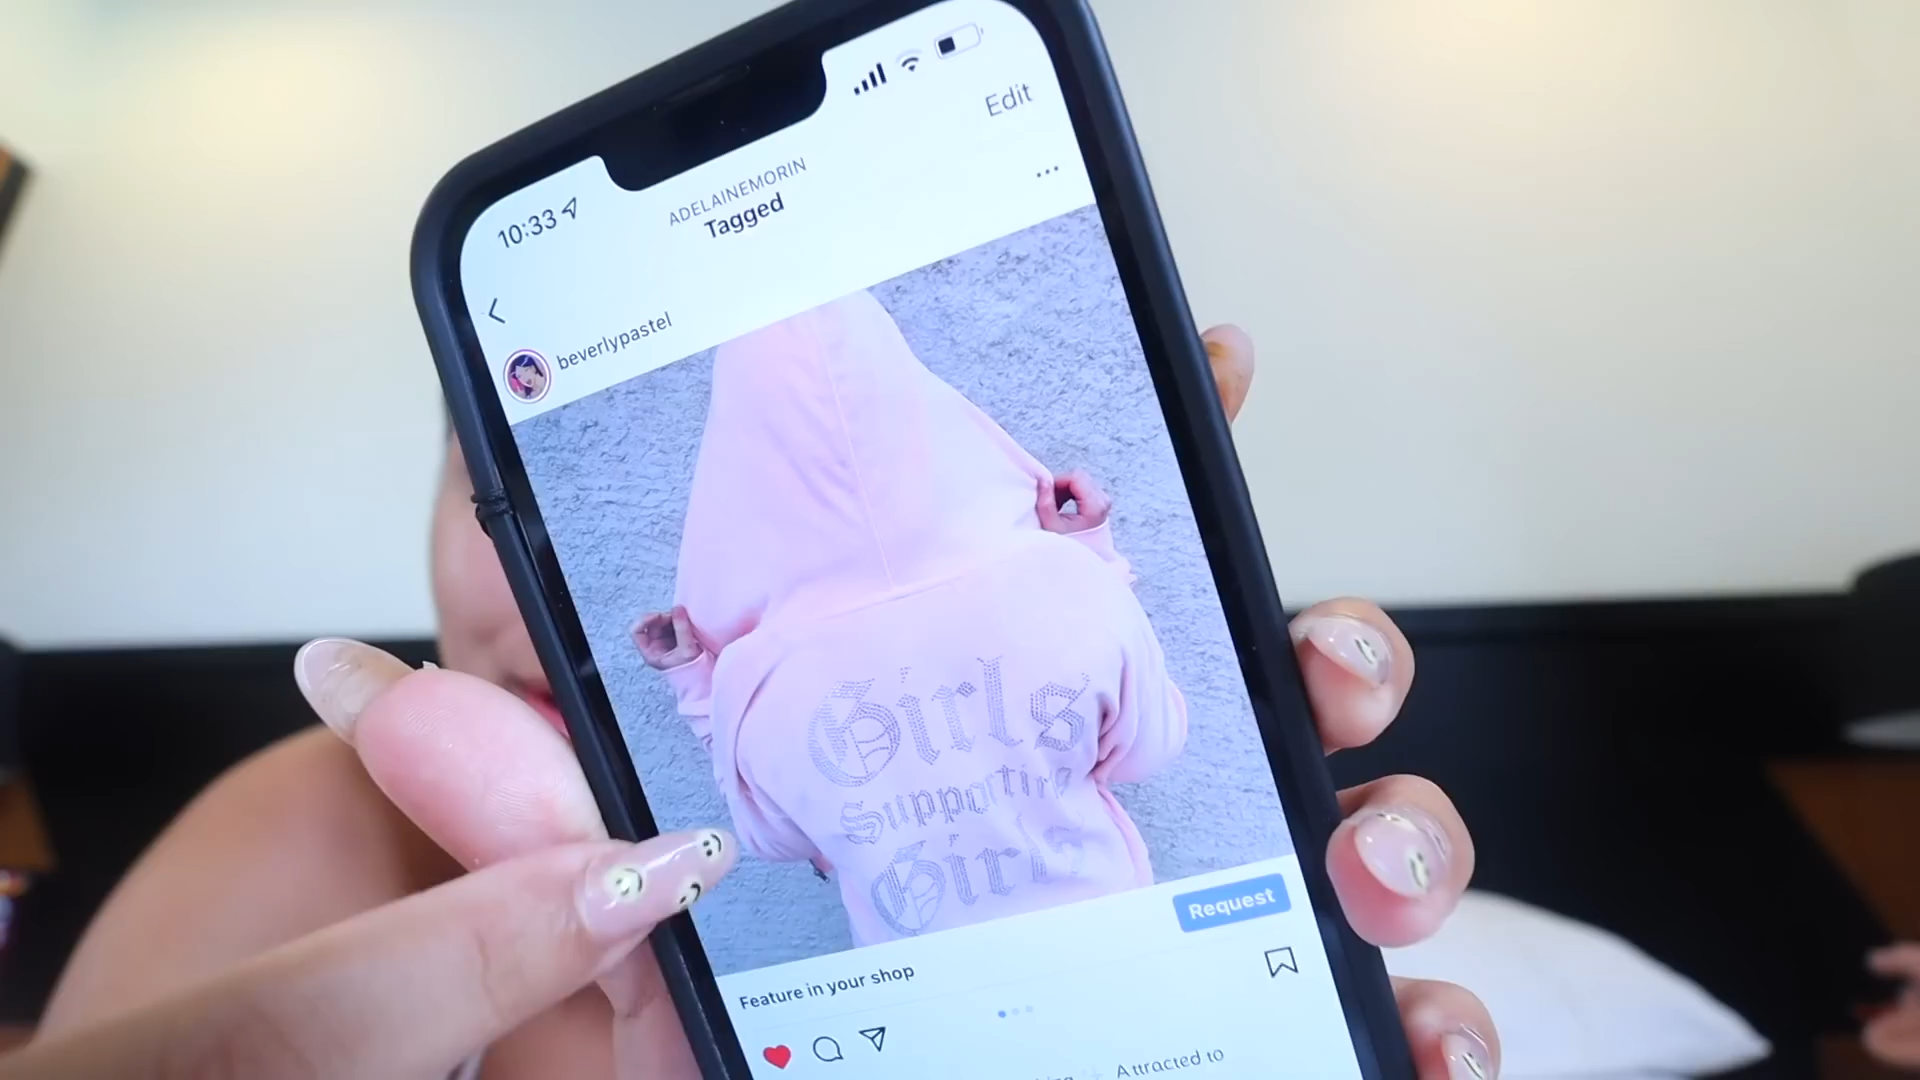 10:33
Edit
ADELAINEMORIN
Tagged
...
beverlypastel
Girls
Supporting
Girls
Request
Feature in your shop
Attracted to